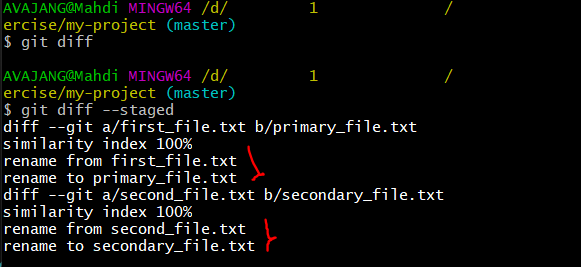 AVAJANG@Mahdi MINGW64 /d/ 1 /
ercise/my-project (master)
$ git diff
AVAJANG@Mahdi MINGW64 /d/ 1 /
ercise/my-project (master)
$ git diff --staged
diff --git a/first_file.txt b/primary_file.txt
similarity index 100%
rename from first_file.txt
rename to primary_file.txt
diff --git a/second_file.txt b/secondary_file.txt
similarity index 100%
rename from second_file.txt
rename to secondary_file.txt